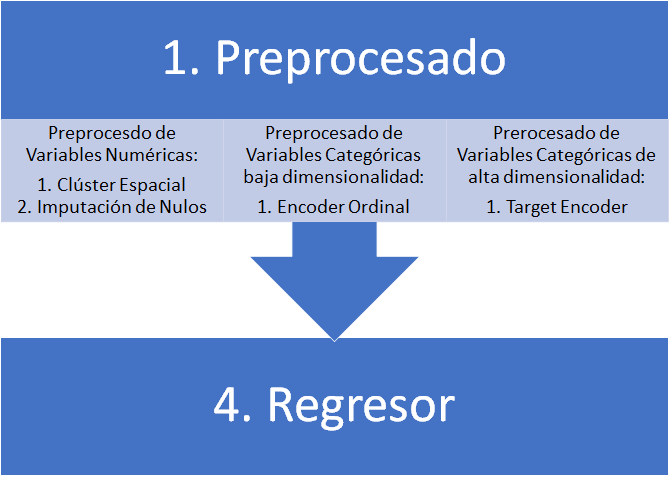 1. Preprocesado
Preprocesdo de
Variables Numéricas:
1. Clúster Espacial
2. Imputación de Nulos
Preprocesado de
Variables Categóricas
baja dimensionalidad:
1. Encoder Ordinal
Prerocesado de
Variables Categóricas de
alta dimensionalidad:
1. Target Encoder
4. Regresor